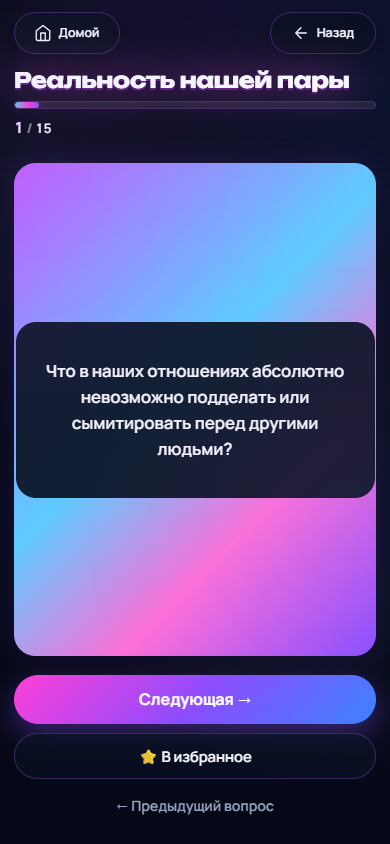 Домой
← Назад
Реальность нашей пары
1 / 15
Что в наших отношениях абсолютно
невозможно подделать или
сымитировать перед другими
людьми?
Следующая →
⭐ В избранное
← Предыдущий вопрос